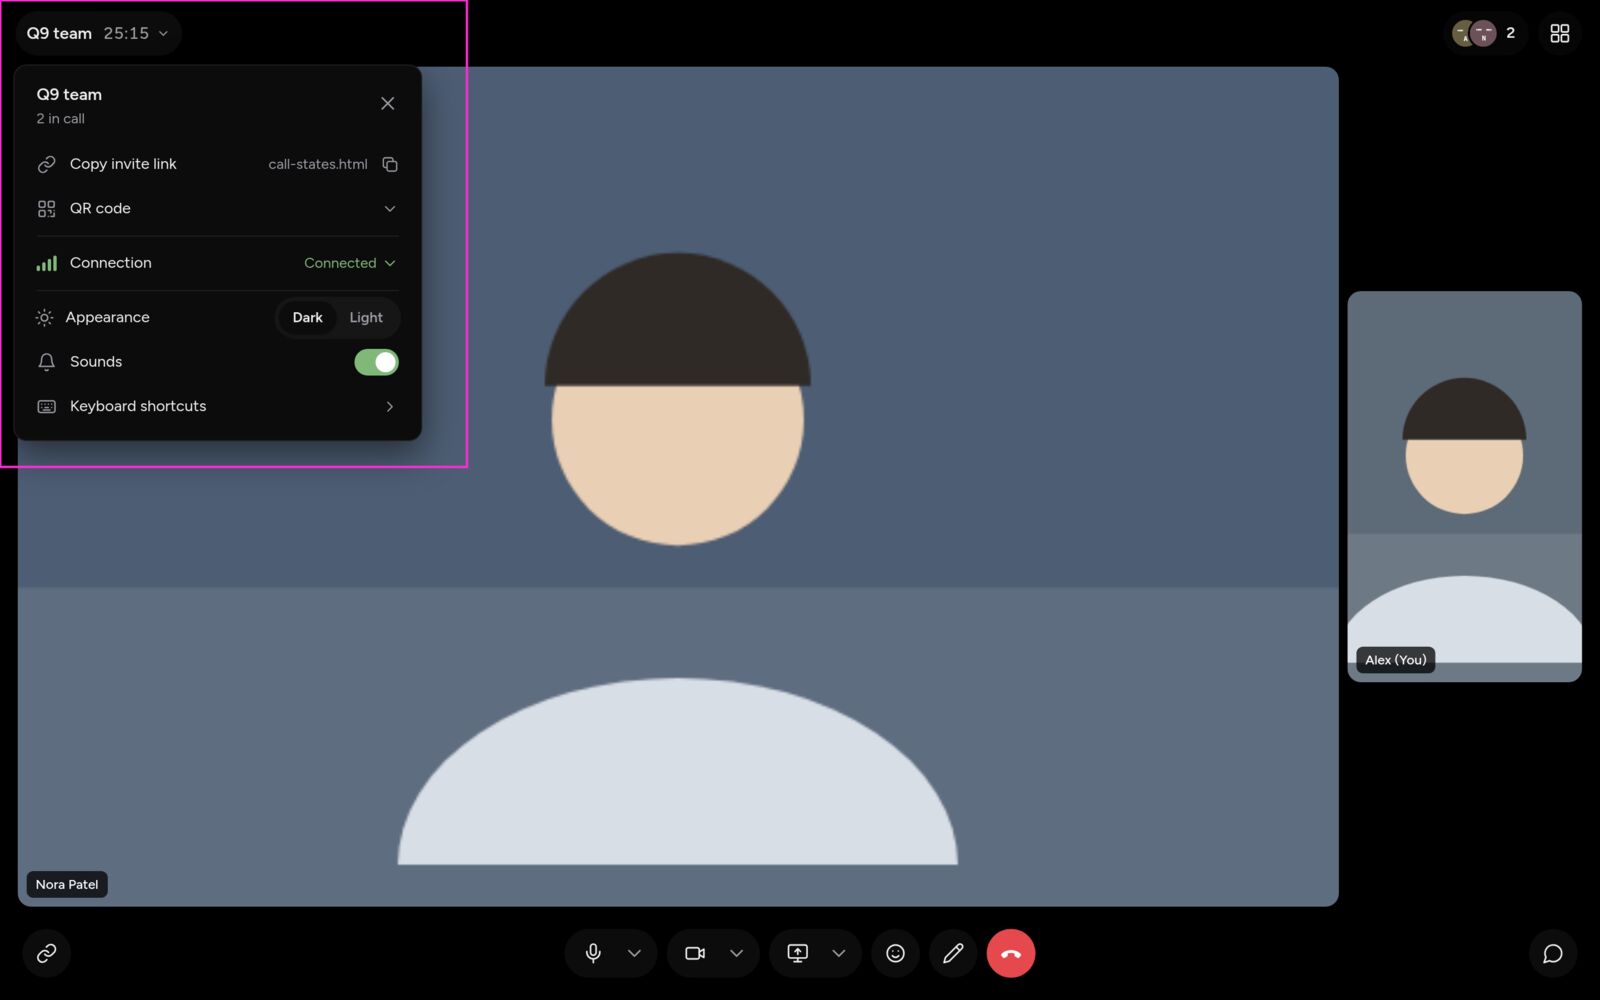 Q9 team 25:15
A N 2
Q9 team
2 in call
Copy invite link call-states.html
QR code
Connection Connected
Appearance Dark Light
Sounds
Keyboard shortcuts
Alex (You)
Nora Patel